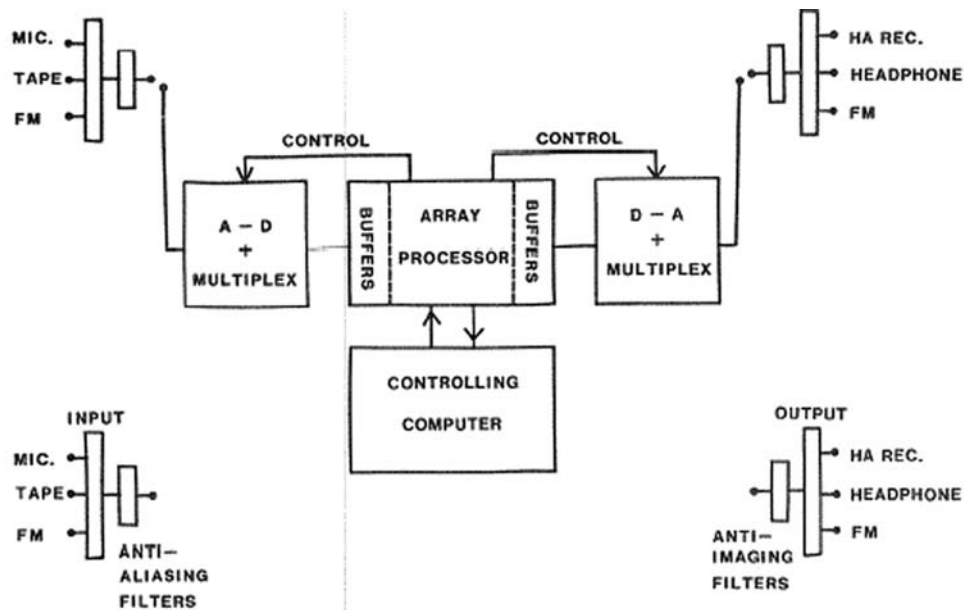 MIC.
TAPE
FM
HA REC.
HEADPHONE
FM
CONTROL
CONTROL
A – D
+
MULTIPLEX
BUFFERS
ARRAY
PROCESSOR
BUFFERS
D – A
+
MULTIPLEX
CONTROLLING
COMPUTER
INPUT
MIC.
TAPE
FM
ANTI–
ALIASING
FILTERS
OUTPUT
HA REC.
HEADPHONE
FM
ANTI–
IMAGING
FILTERS